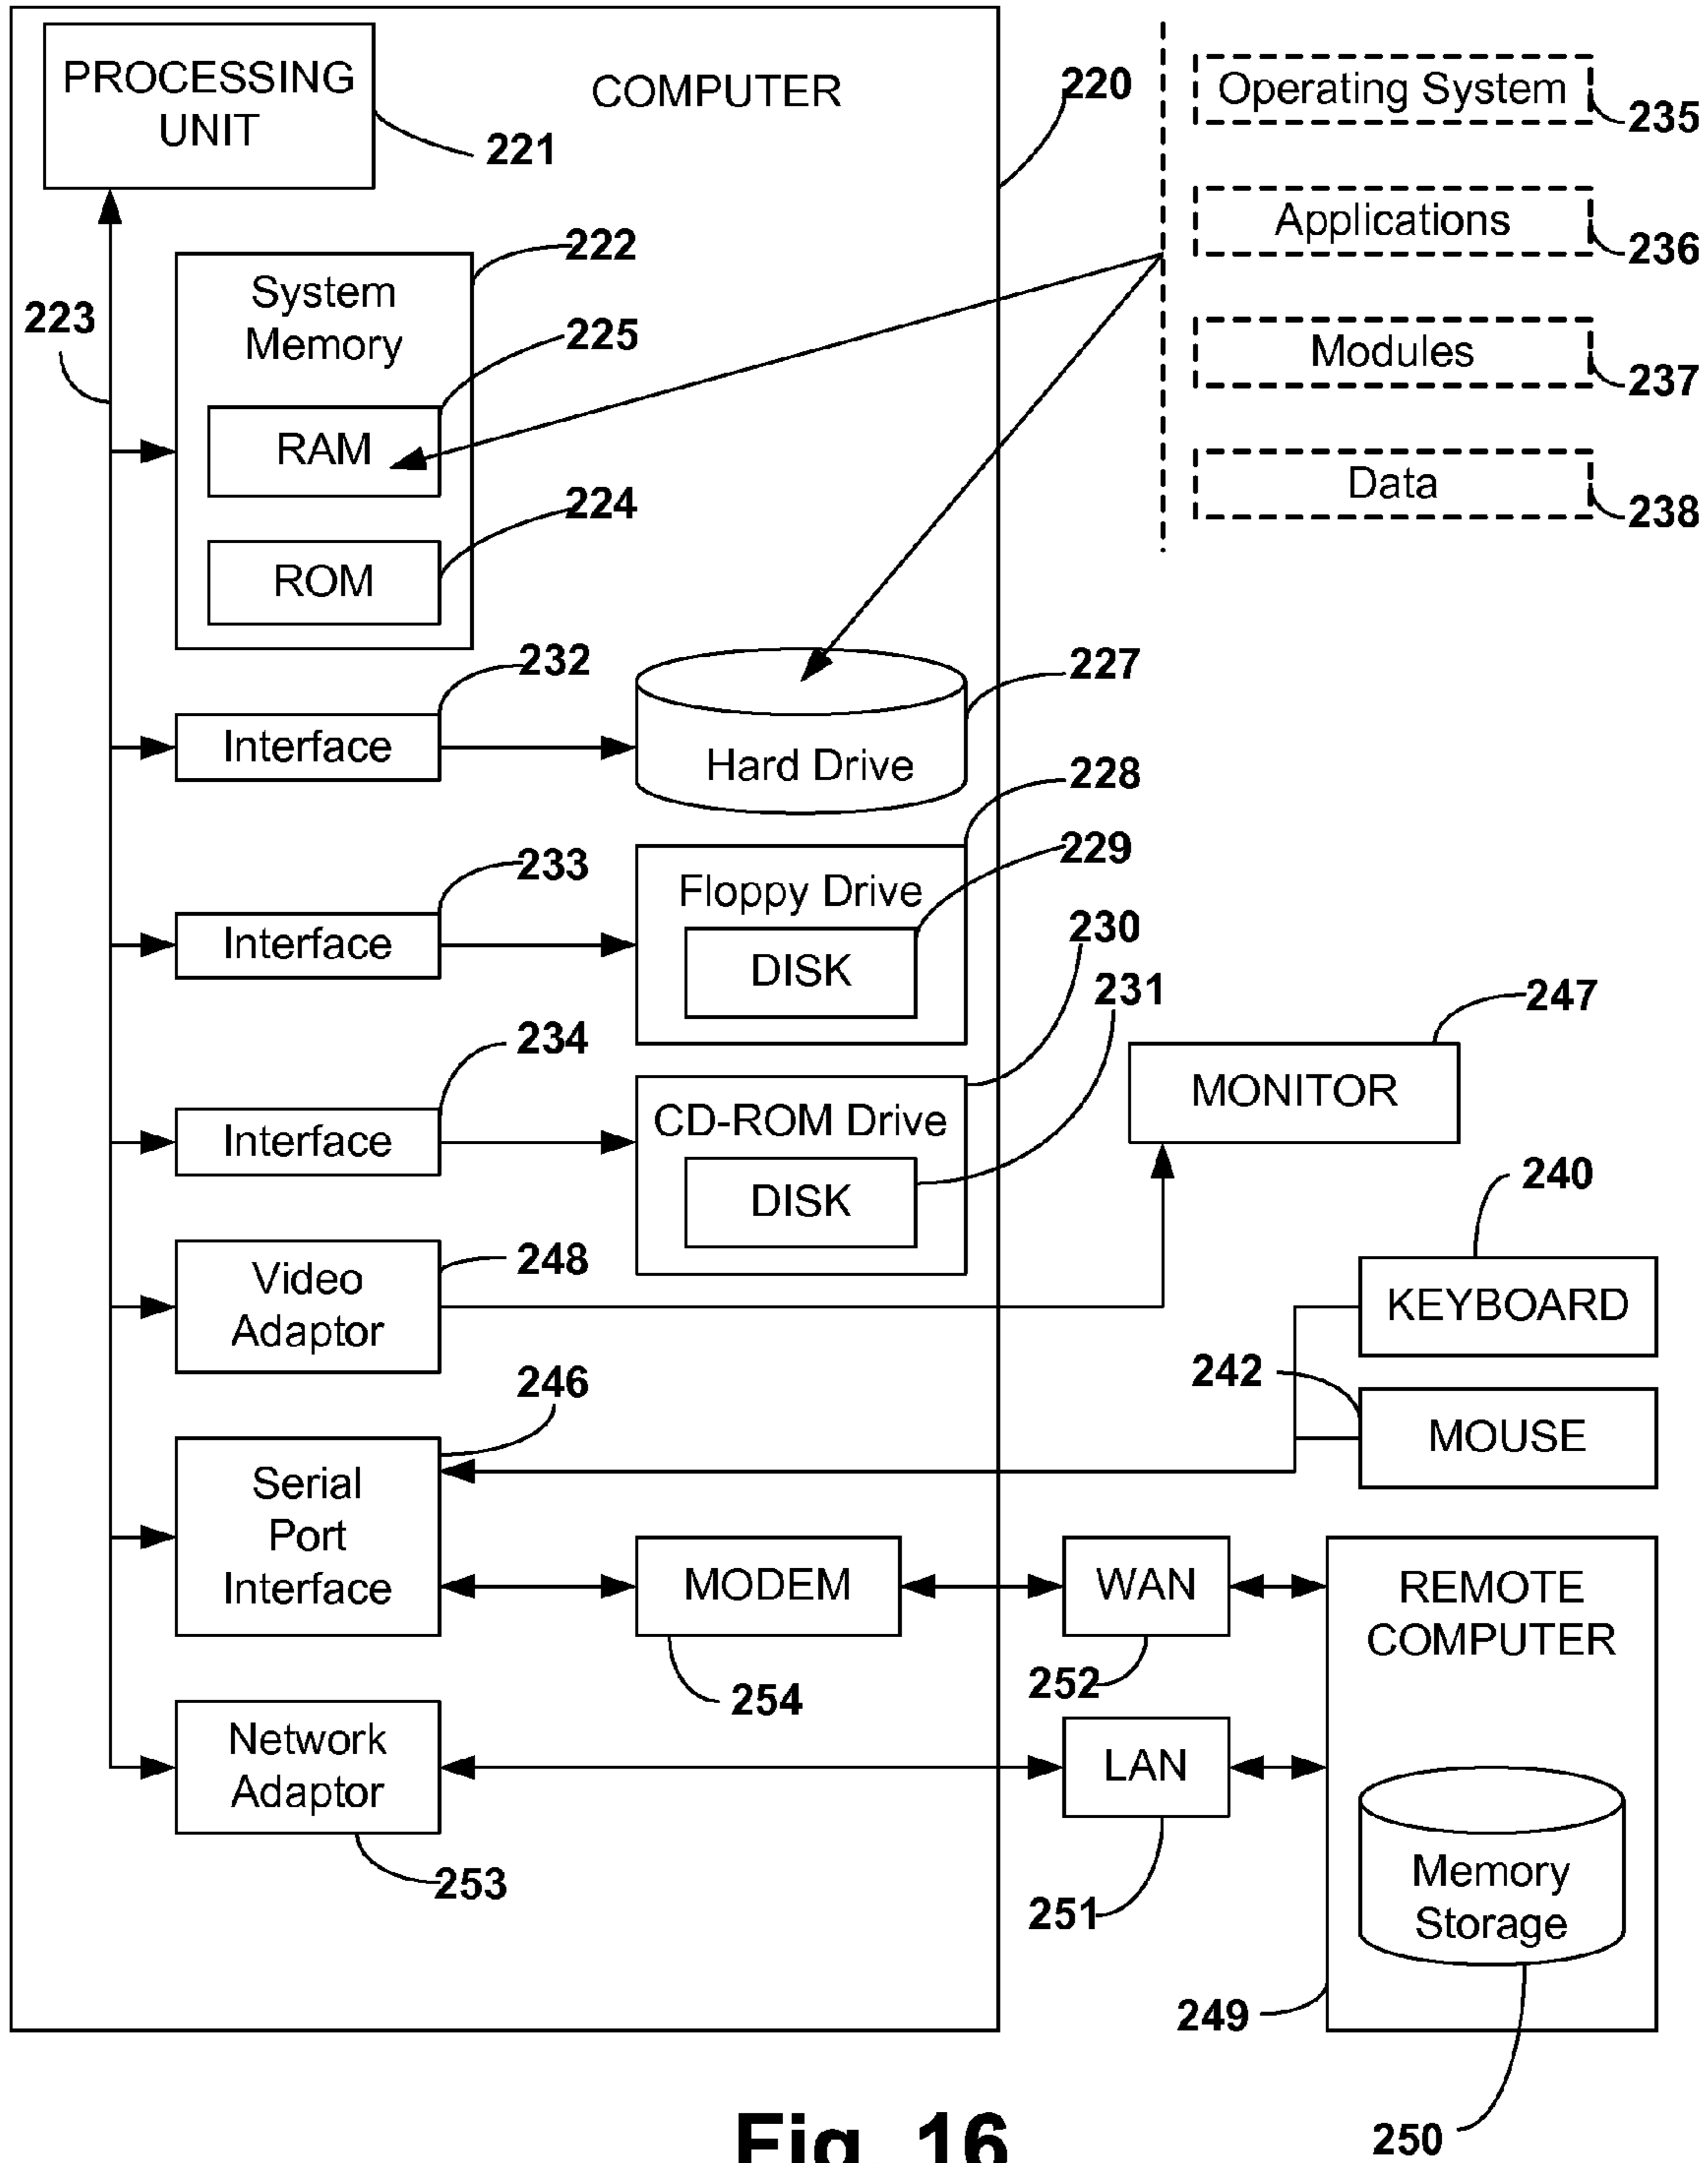 PROCESSING
UNIT
221
COMPUTER
220
Operating System
235
Applications
236
Modules
237
Data
238
223
222
System
Memory
225
RAM
224
ROM
232
Interface
227
Hard Drive
228
233
Interface
229
Floppy Drive
DISK
230
231
234
Interface
CD-ROM Drive
DISK
247
MONITOR
240
KEYBOARD
248
Video
Adaptor
242
MOUSE
246
Serial
Port
Interface
MODEM
254
WAN
252
REMOTE
COMPUTER
Network
Adaptor
253
LAN
251
Memory
Storage
249
250
Fig. 16